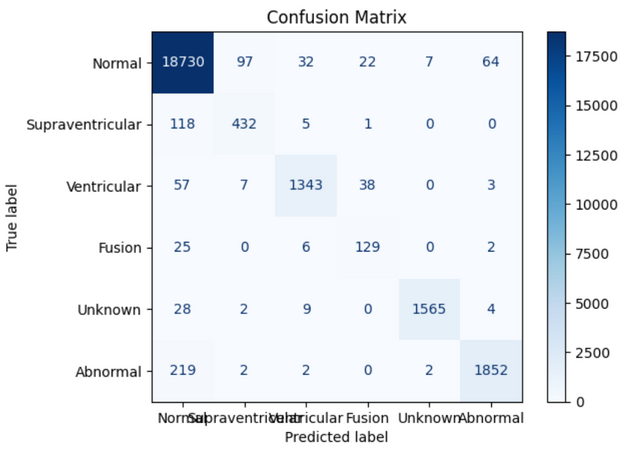 Confusion Matrix
Normal 18730 97 32 22 7 64
Supraventricular 118 432 5 1 0 0
Ventricular 57 7 1343 38 0 3
Fusion 25 0 6 129 0 2
Unknown 28 2 9 0 1565 4
Abnormal 219 2 2 0 2 1852
Normal Supraventricular Ventricular Fusion Unknown Abnormal
Predicted label
True label
17500
15000
12500
10000
7500
5000
2500
0